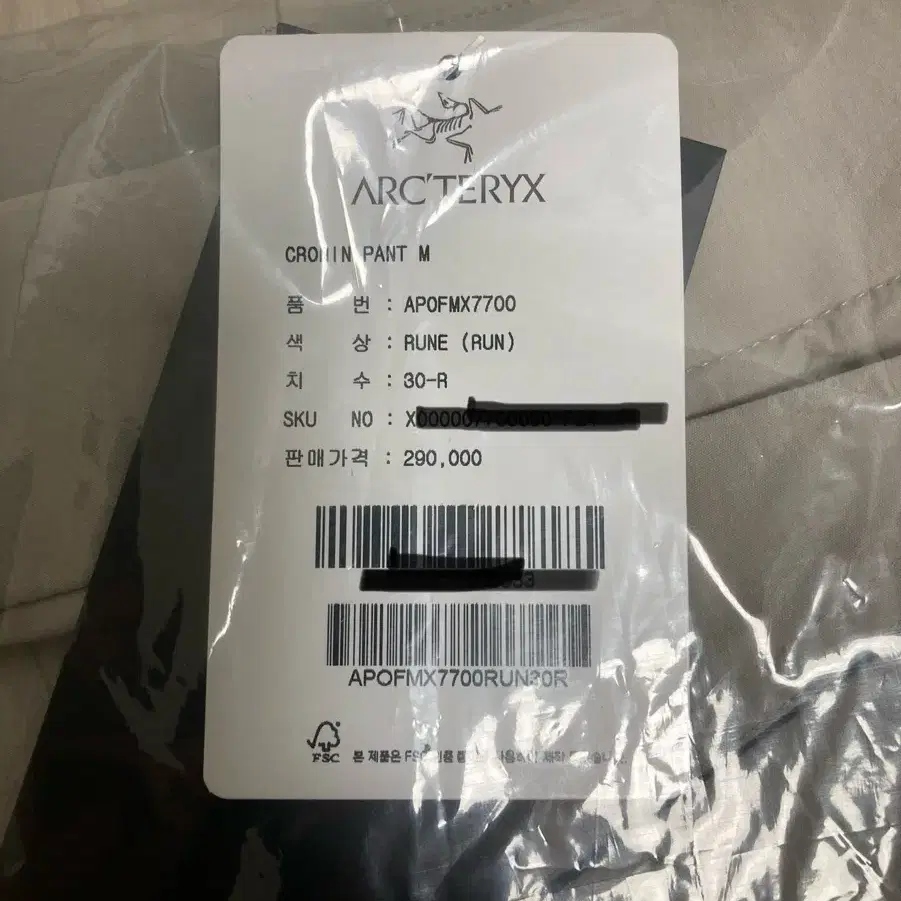 ARC'TERYX
CRONIN PANT M
품 번 : APOFMX7700
색 상 : RUNE (RUN)
치 수 : 30-R
SKU NO :
판매가격 : 290,000
APOFMX7700RUN30R
FSC 본 제품은 FSC